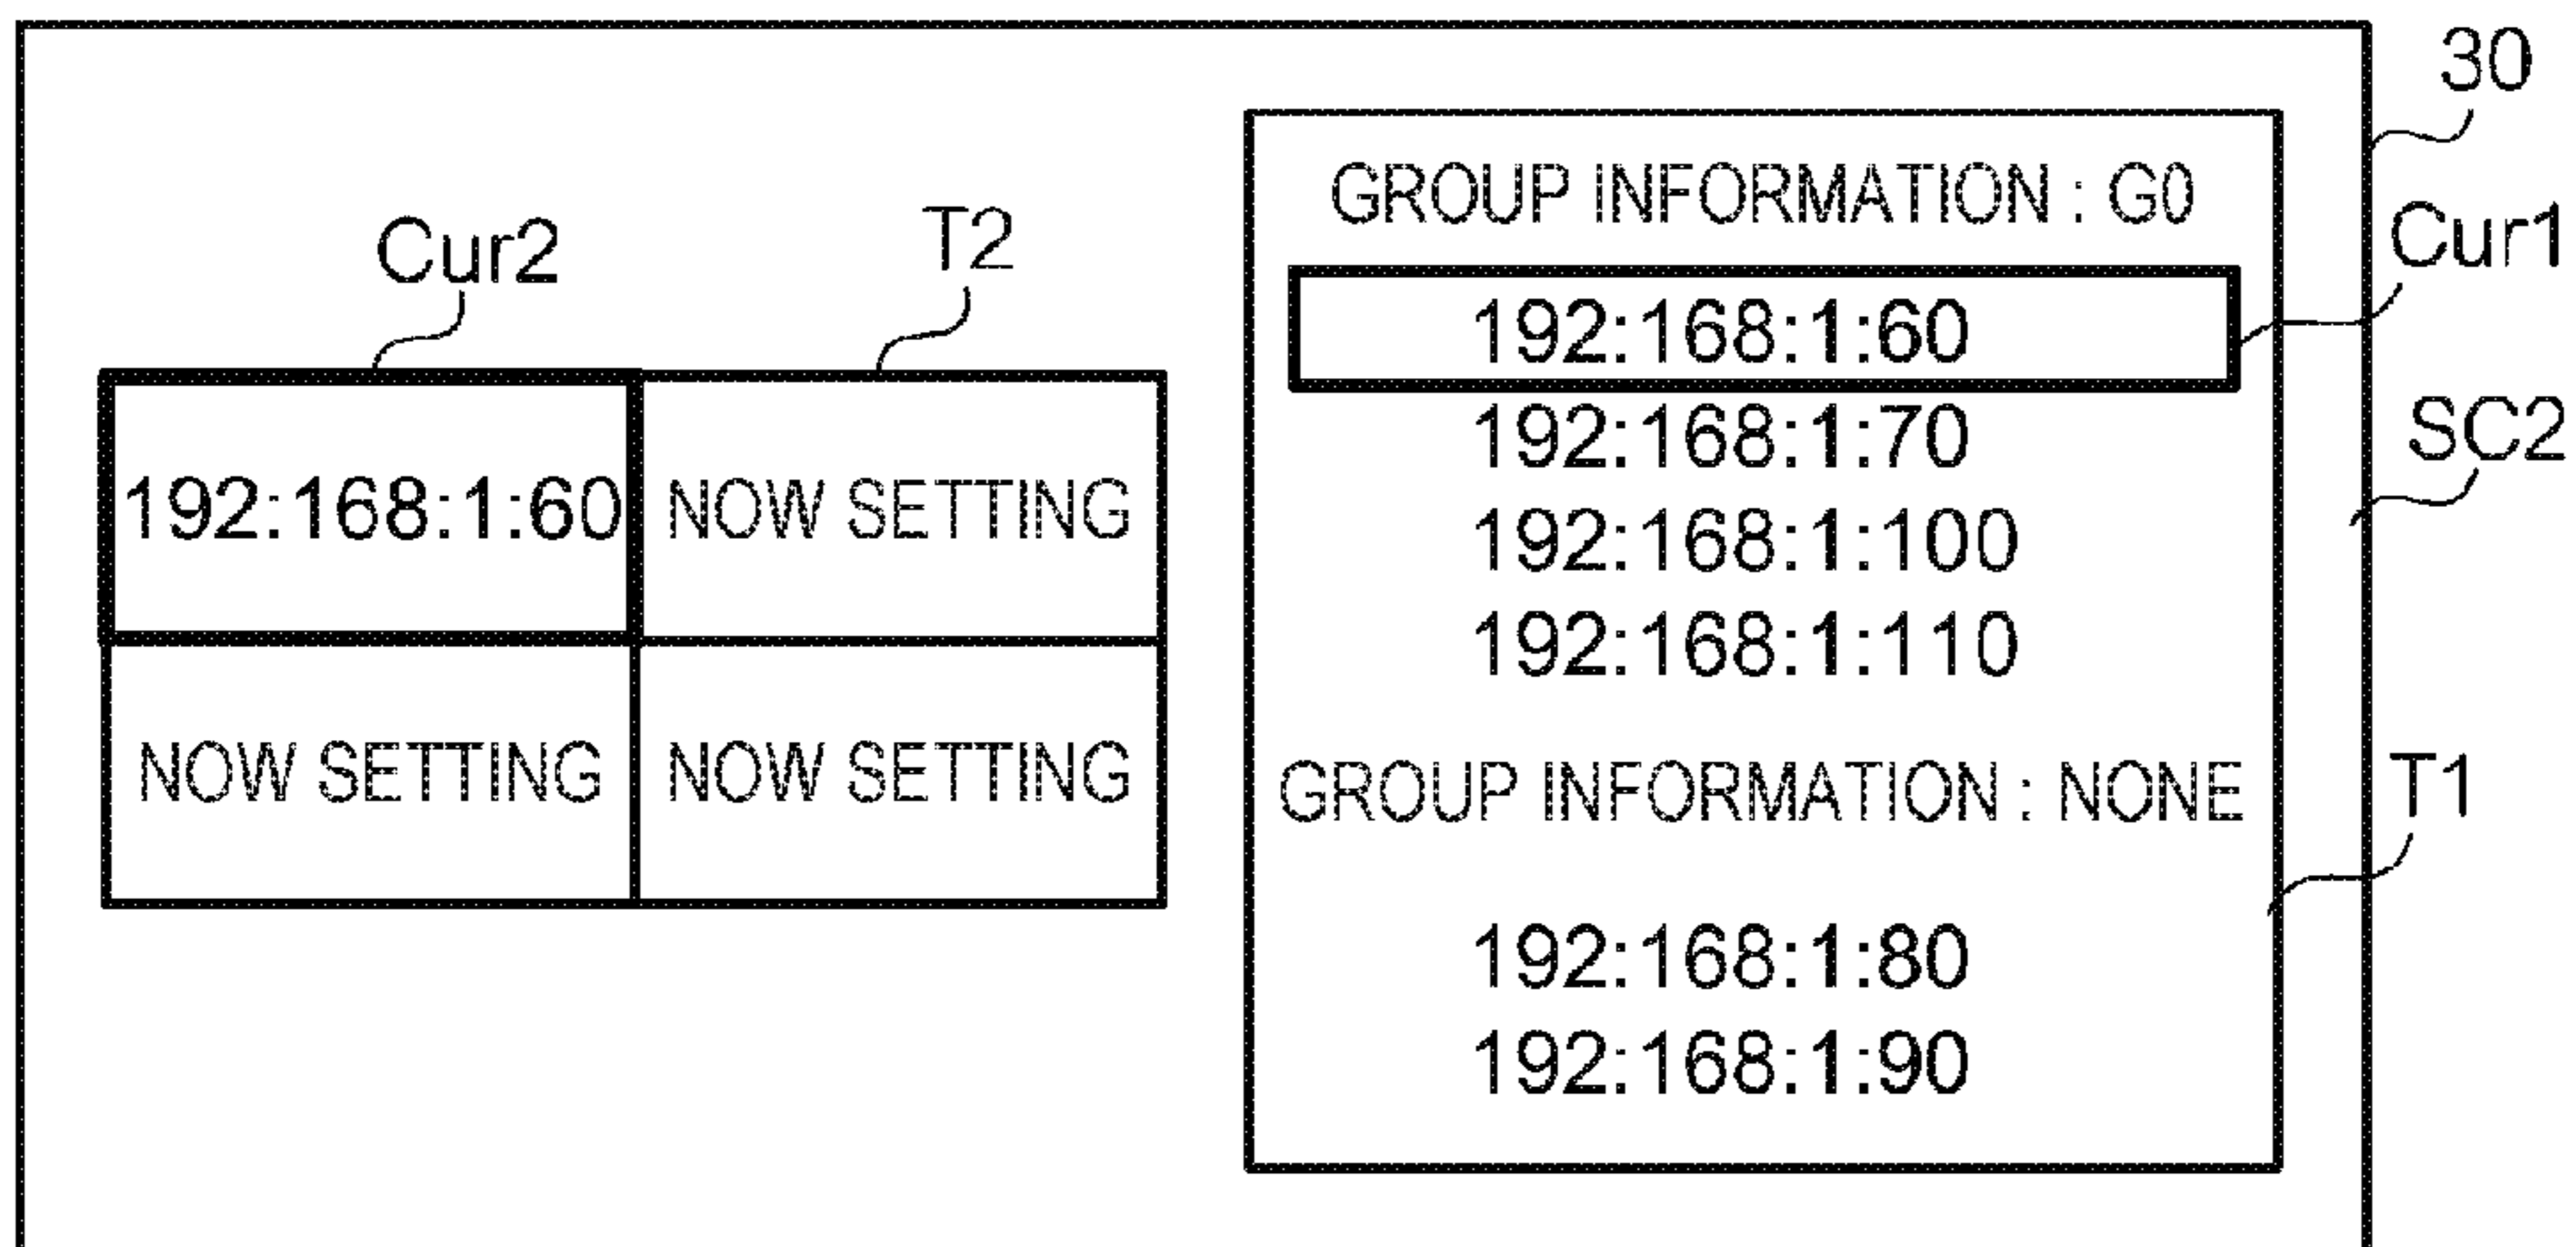 30
GROUP INFORMATION : G0
Cur2
T2
Cur1
192:168:1:60
192:168:1:70
SC2
192:168:1:60
NOW SETTING
192:168:1:100
192:168:1:110
NOW SETTING
NOW SETTING
GROUP INFORMATION : NONE
T1
192:168:1:80
192:168:1:90